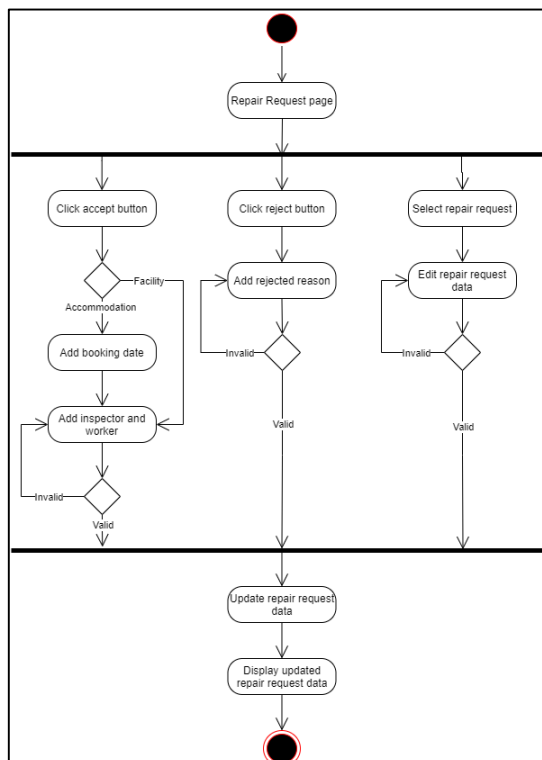 Repair Request page
Click accept button
Click reject button
Select repair request
Facility
Accommodation
Add rejected reason
Edit repair request
data
Add booking date
Invalid
Invalid
Add inspector and
worker
Valid
Valid
Invalid
Valid
Update repair request
data
Display updated
repair request data